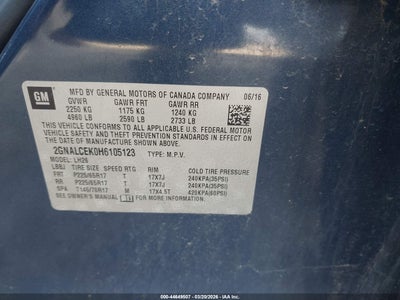 GM
MFD BY GENERAL MOTORS OF CANADA COMPANY 06/16
GVWR GAWR FRT GAWR RR
2250 KG 1175 KG 1240 KG
4960 LB 2590 LB 2733 LB
THIS VEHICLE CONFORMS TO ALL APPLICABLE U.S. FEDERAL
MOTOR VEHICLE SAFETY, BUMPER, AND THEFT PREVENTION
STANDARDS IN EFFECT ON THE DATE OF
MANUFACTURE SHOWN ABOVE.
2GNALCEK0H6105123 TYPE: M.P.V.
MODEL: LH26
TIRE SIZE SPEED RTG RIM COLD TIRE PRESSURE
FRT P225/65R17 T 17X7J 240KPA(35PSI)
RR P225/65R17 T 17X7J 240KPA(35PSI)
SPA T145/70R17 17X4.5T 420KPA(60PSI)
SEE OWNER'S MANUAL FOR MORE INFORMATION
000-44649507 - 03/20/2026 - IAAI.COM